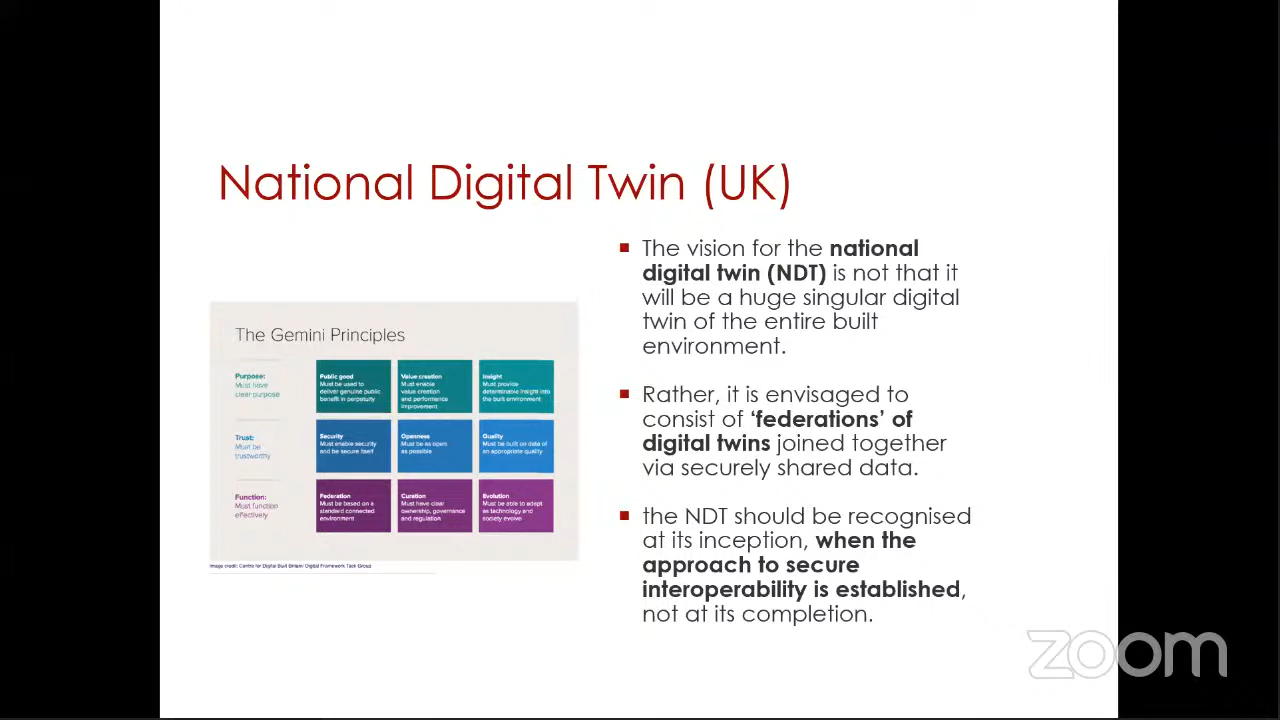 National Digital Twin (UK)
The Gemini Principles
Purpose:
Must have
clear purpose
Public good
Must be used to
deliver genuine public
benefit in perpetuity
Value creation
Must enable
value creation
and performance
improvement
Insight
Must provide
determinable insight into
the built environment
Trust:
Must be
trustworthy
Security
Must enable security
and be secure itself
Openness
Must be as open
as possible
Quality
Must be built on data of
an appropriate quality
Function:
Must function
effectively
Federation
Must be based on a
standard connected
environment
Curation
Must have clear
ownership, governance
and regulation
Evolution
Must be able to adapt
as technology and
society evolve
Image credit: Centre for Digital Built Britain/ Digital Framework Task Group
▪ The vision for the national
digital twin (NDT) is not that it
will be a huge singular digital
twin of the entire built
environment.
▪ Rather, it is envisaged to
consist of ‘federations’ of
digital twins joined together
via securely shared data.
▪ the NDT should be recognised
at its inception, when the
approach to secure
interoperability is established,
not at its completion.
zoom